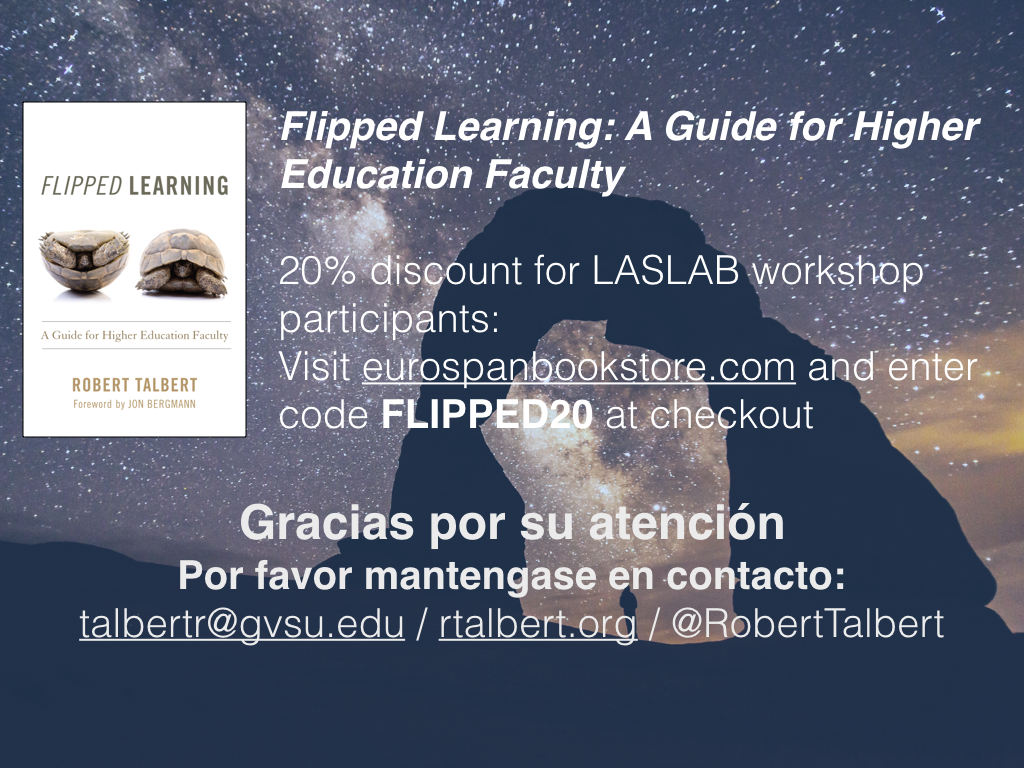 FLIPPED LEARNING
A Guide for Higher Education Faculty
ROBERT TALBERT
Foreword by JON BERGMANN
Flipped Learning: A Guide for Higher
Education Faculty
20% discount for LASLAB workshop
participants:
Visit eurospanbookstore.com and enter
code FLIPPED20 at checkout
Gracias por su atención
Por favor mantengase en contacto:
talbertr@gvsu.edu / rtalbert.org / @RobertTalbert